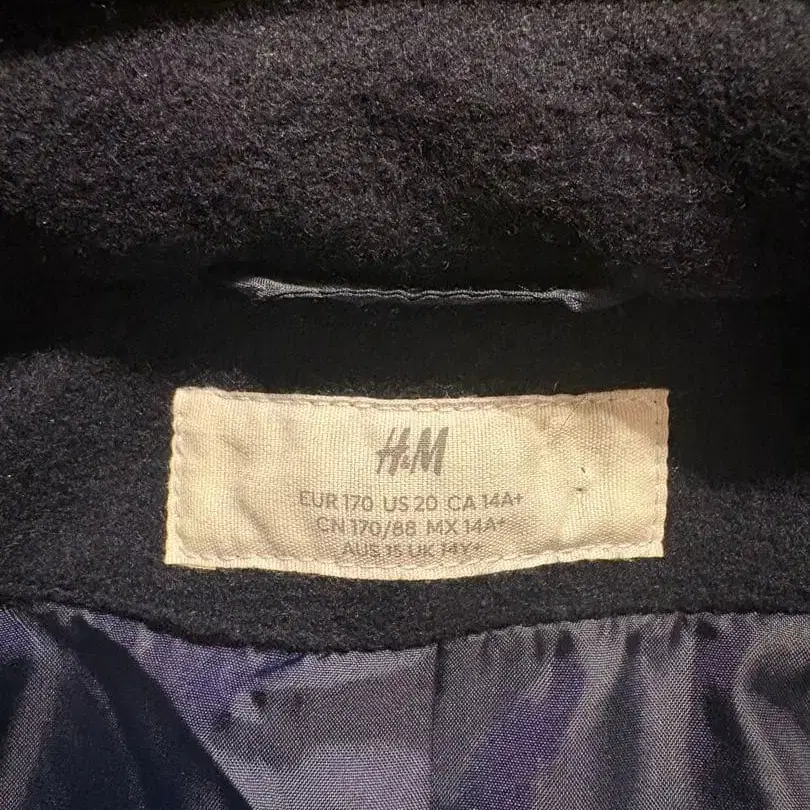 H&M
EUR 170 US 20 CA 14A+
CN 170/88 MX 14A+
AUS 15 UK 14Y+